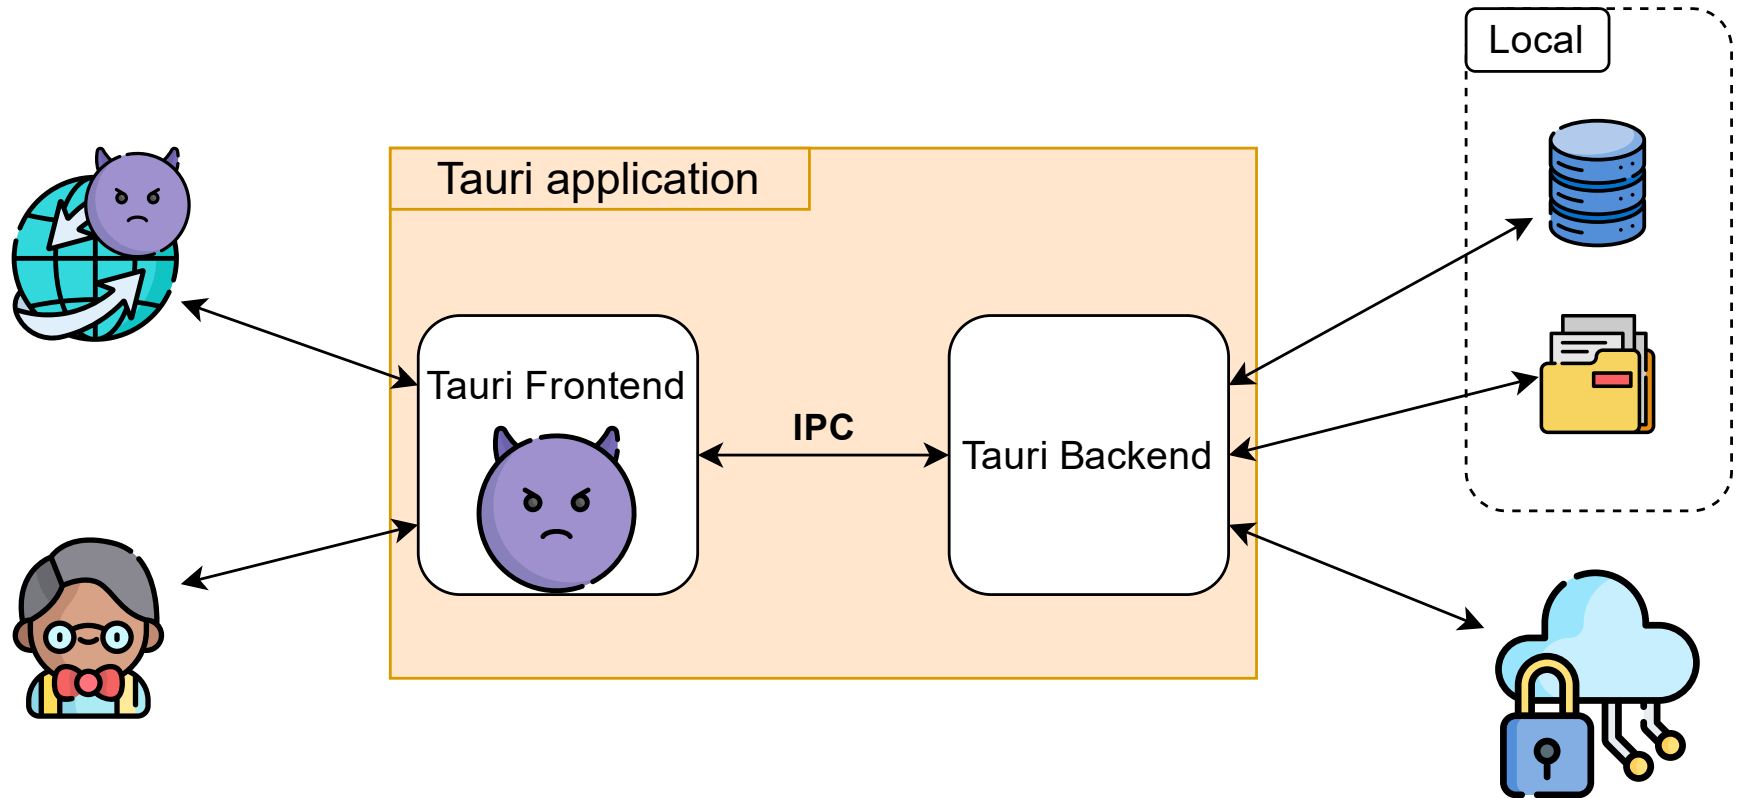 Local
Tauri application
Tauri Frontend
IPC
Tauri Backend